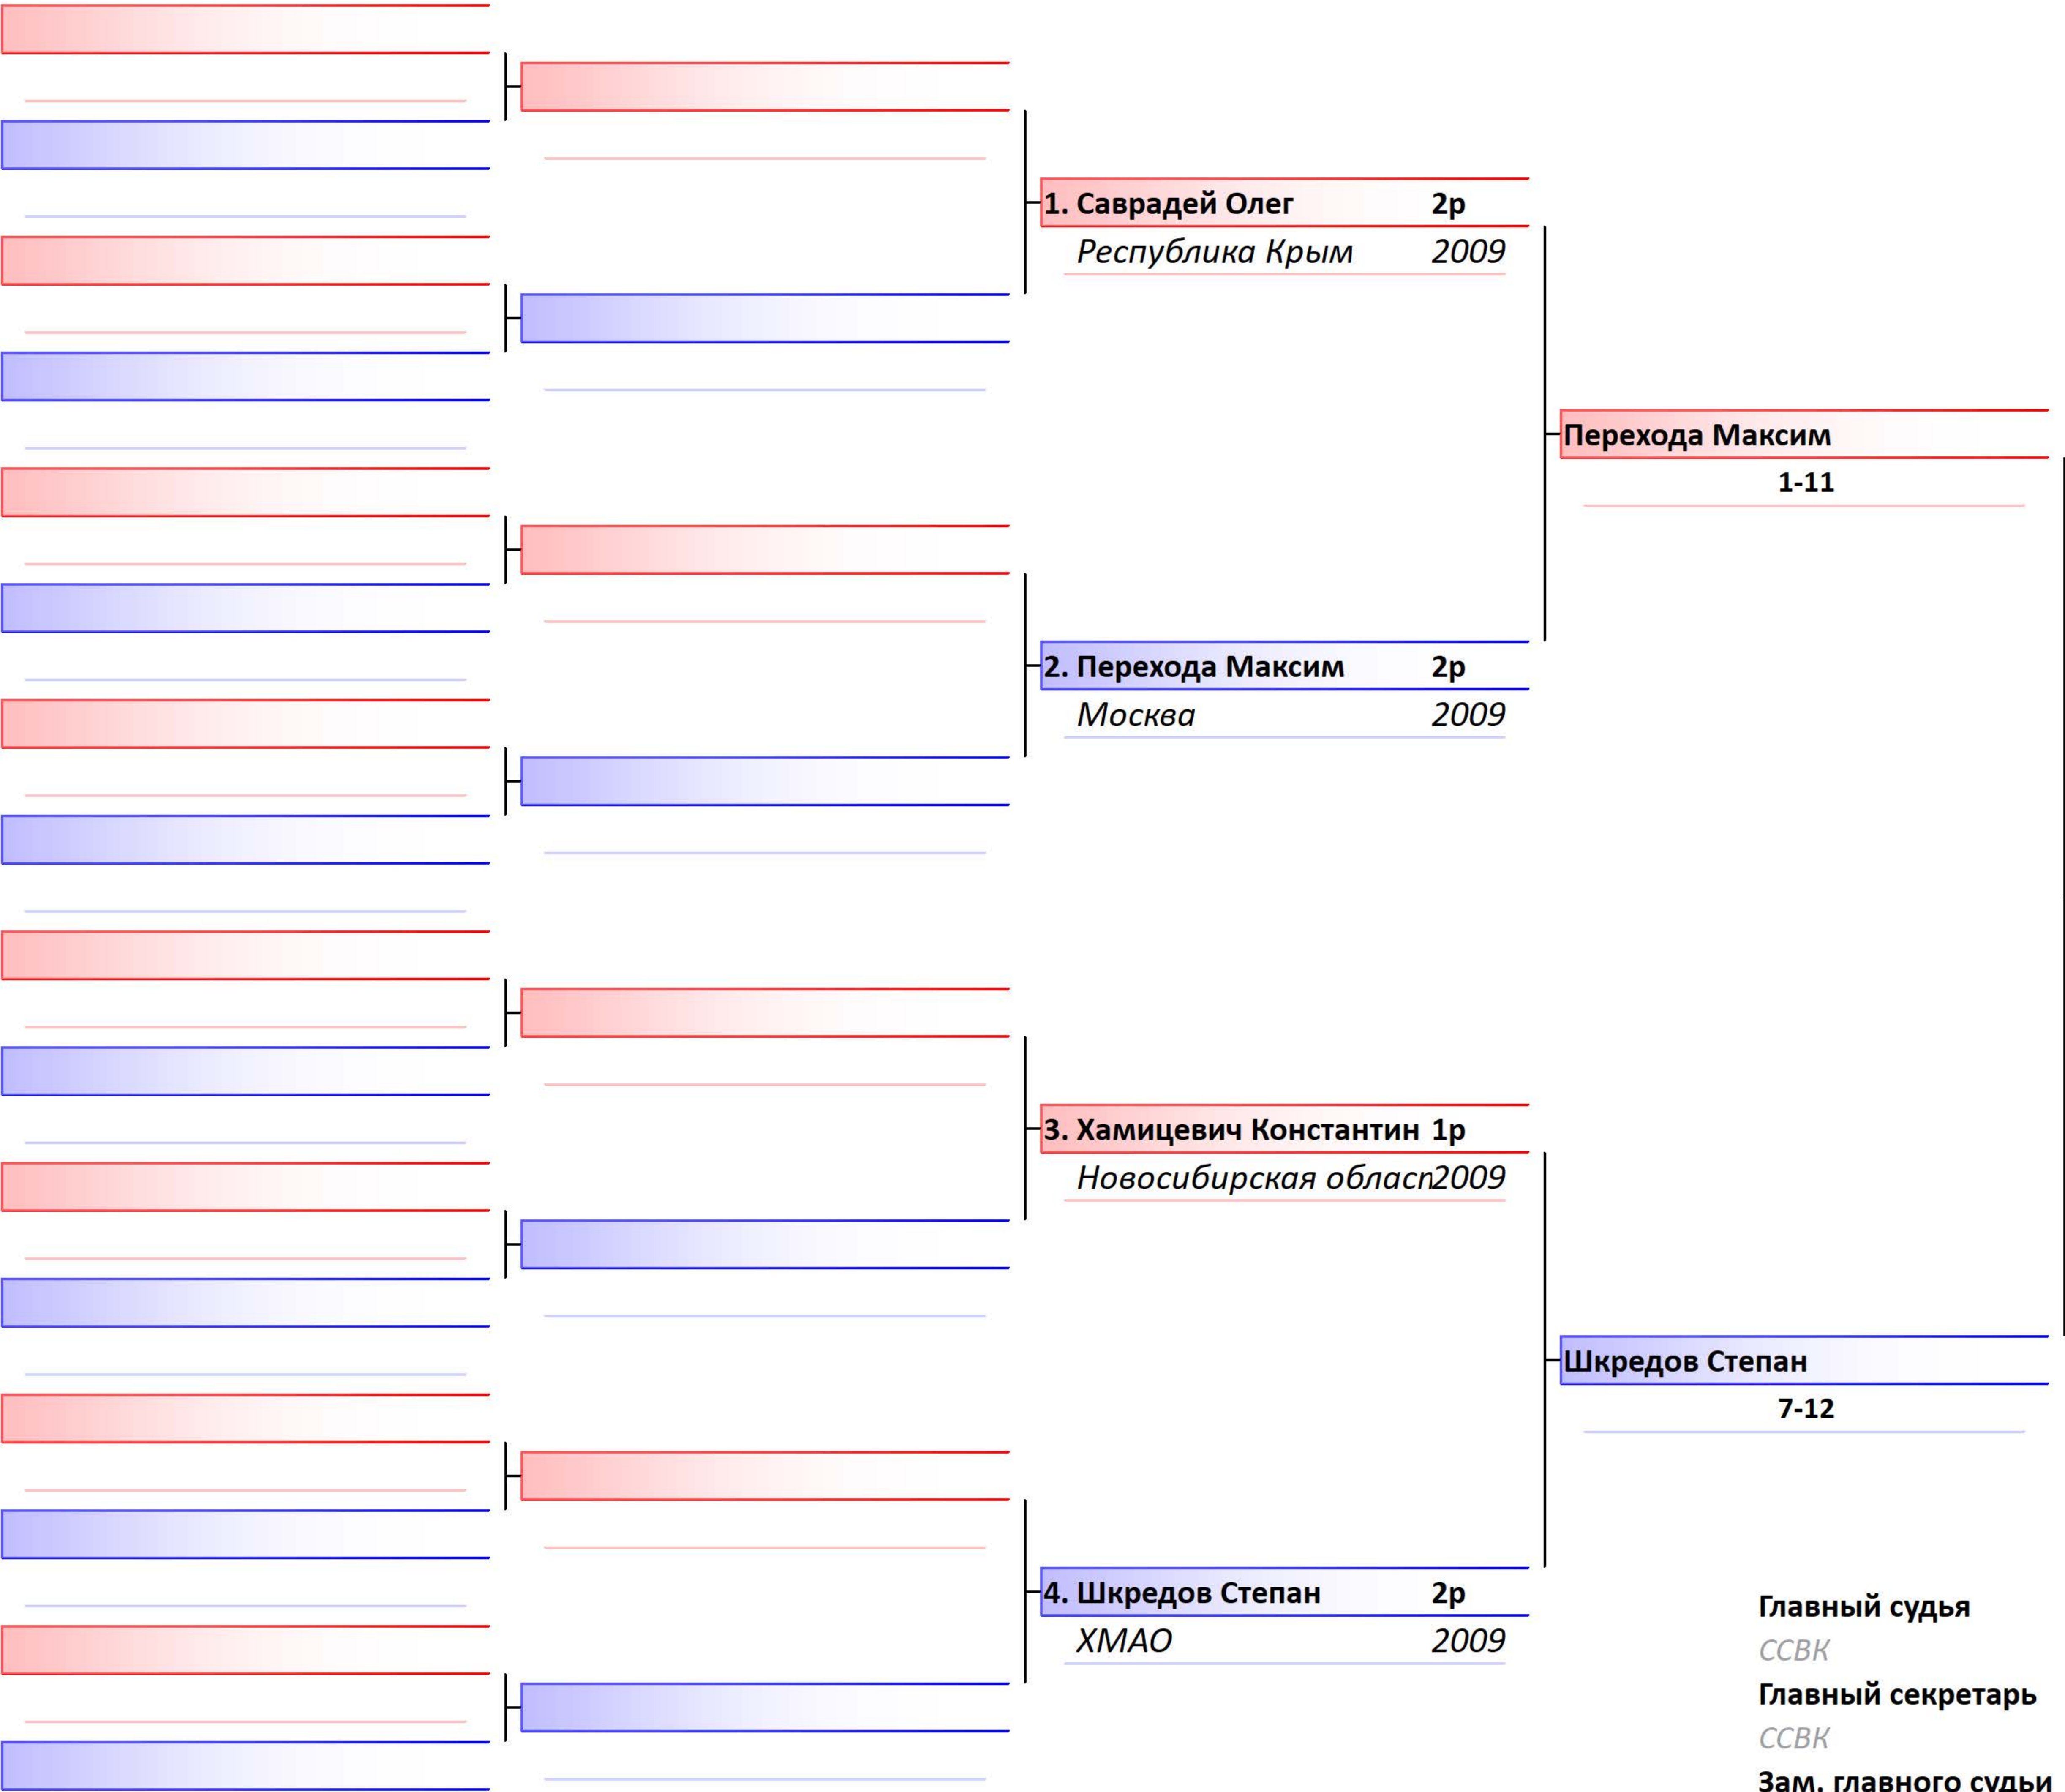 1. Саврадей Олег 2р
Республика Крым 2009
Перехода Максим
1-11
2. Перехода Максим 2р
Москва 2009
3. Хамицевич Константин 1р
Новосибирская област 2009
Шкредов Степан
7-12
4. Шкредов Степан 2р
ХМАО 2009
Главный судья
ССВК
Главный секретарь
ССВК
Зам. главного судьи